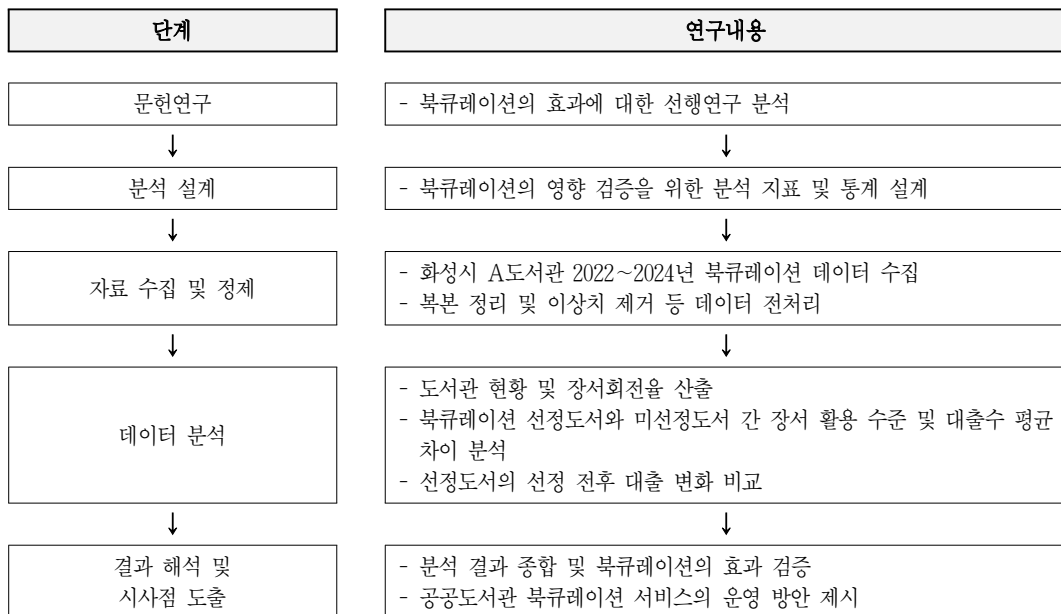 단계
연구내용
문헌연구
- 북큐레이션의 효과에 대한 선행연구 분석
↓
↓
분석 설계
- 북큐레이션의 영향 검증을 위한 분석 지표 및 통계 설계
↓
↓
자료 수집 및 정제
- 화성시 A도서관 2022~2024년 북큐레이션 데이터 수집
- 복본 정리 및 이상치 제거 등 데이터 전처리
↓
↓
데이터 분석
- 도서관 현황 및 장서회전율 산출
- 북큐레이션 선정도서와 미선정도서 간 장서 활용 수준 및 대출수 평균
차이 분석
- 선정도서의 선정 전후 대출 변화 비교
↓
↓
결과 해석 및
시사점 도출
- 분석 결과 종합 및 북큐레이션의 효과 검증
- 공공도서관 북큐레이션 서비스의 운영 방안 제시